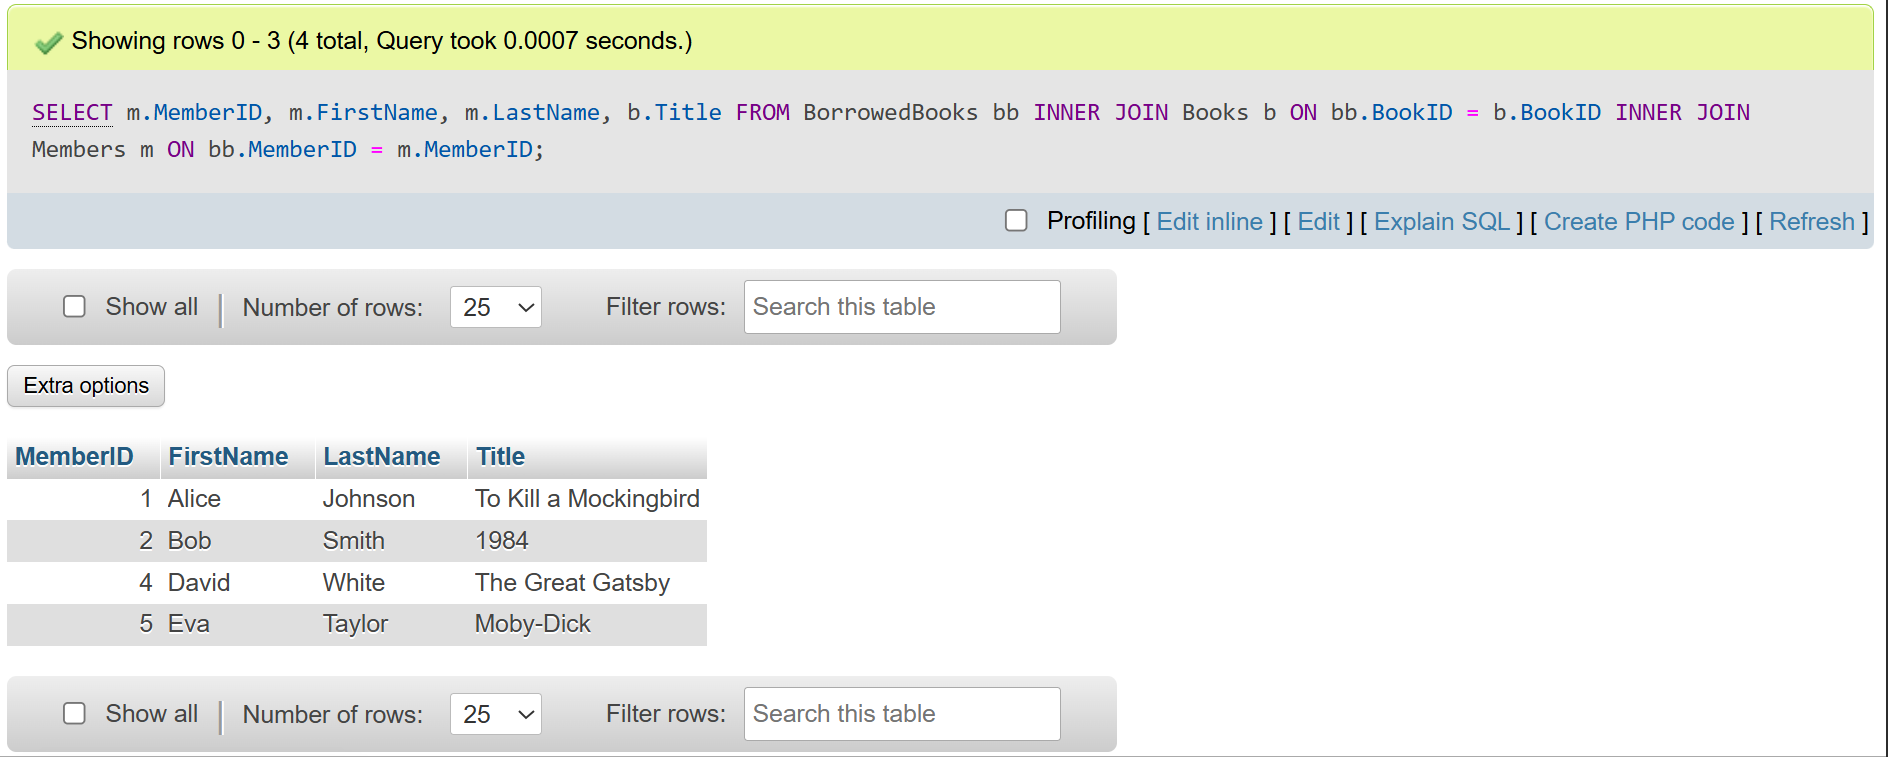 Showing rows 0 - 3 (4 total, Query took 0.0007 seconds.)
SELECT m.MemberID, m.FirstName, m.LastName, b.Title FROM BorrowedBooks bb INNER JOIN Books b ON bb.BookID = b.BookID INNER JOIN
Members m ON bb.MemberID = m.MemberID;
Profiling [ Edit inline ] [ Edit ] [ Explain SQL ] [ Create PHP code ] [ Refresh ]
Show all | Number of rows: 25 Filter rows: Search this table
Extra options
MemberID FirstName LastName Title
1 Alice Johnson To Kill a Mockingbird
2 Bob Smith 1984
4 David White The Great Gatsby
5 Eva Taylor Moby-Dick
Show all | Number of rows: 25 Filter rows: Search this table